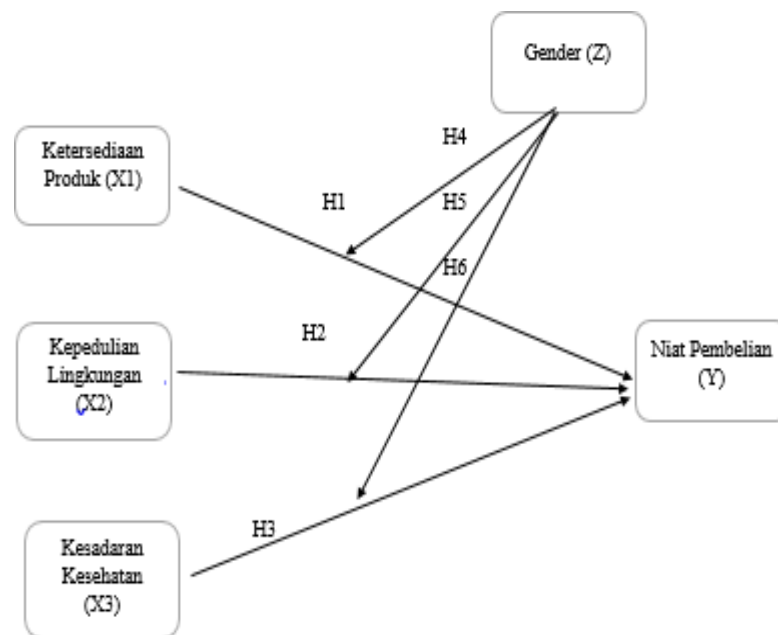 Gender (Z)
H4
Ketersediaan
Produk (X1)
H1
H5
H6
H2
Kepedulian
Lingkungan
(X2)
Niat Pembelian
(Y)
H3
Kesadaran
Kesehatan
(X3)